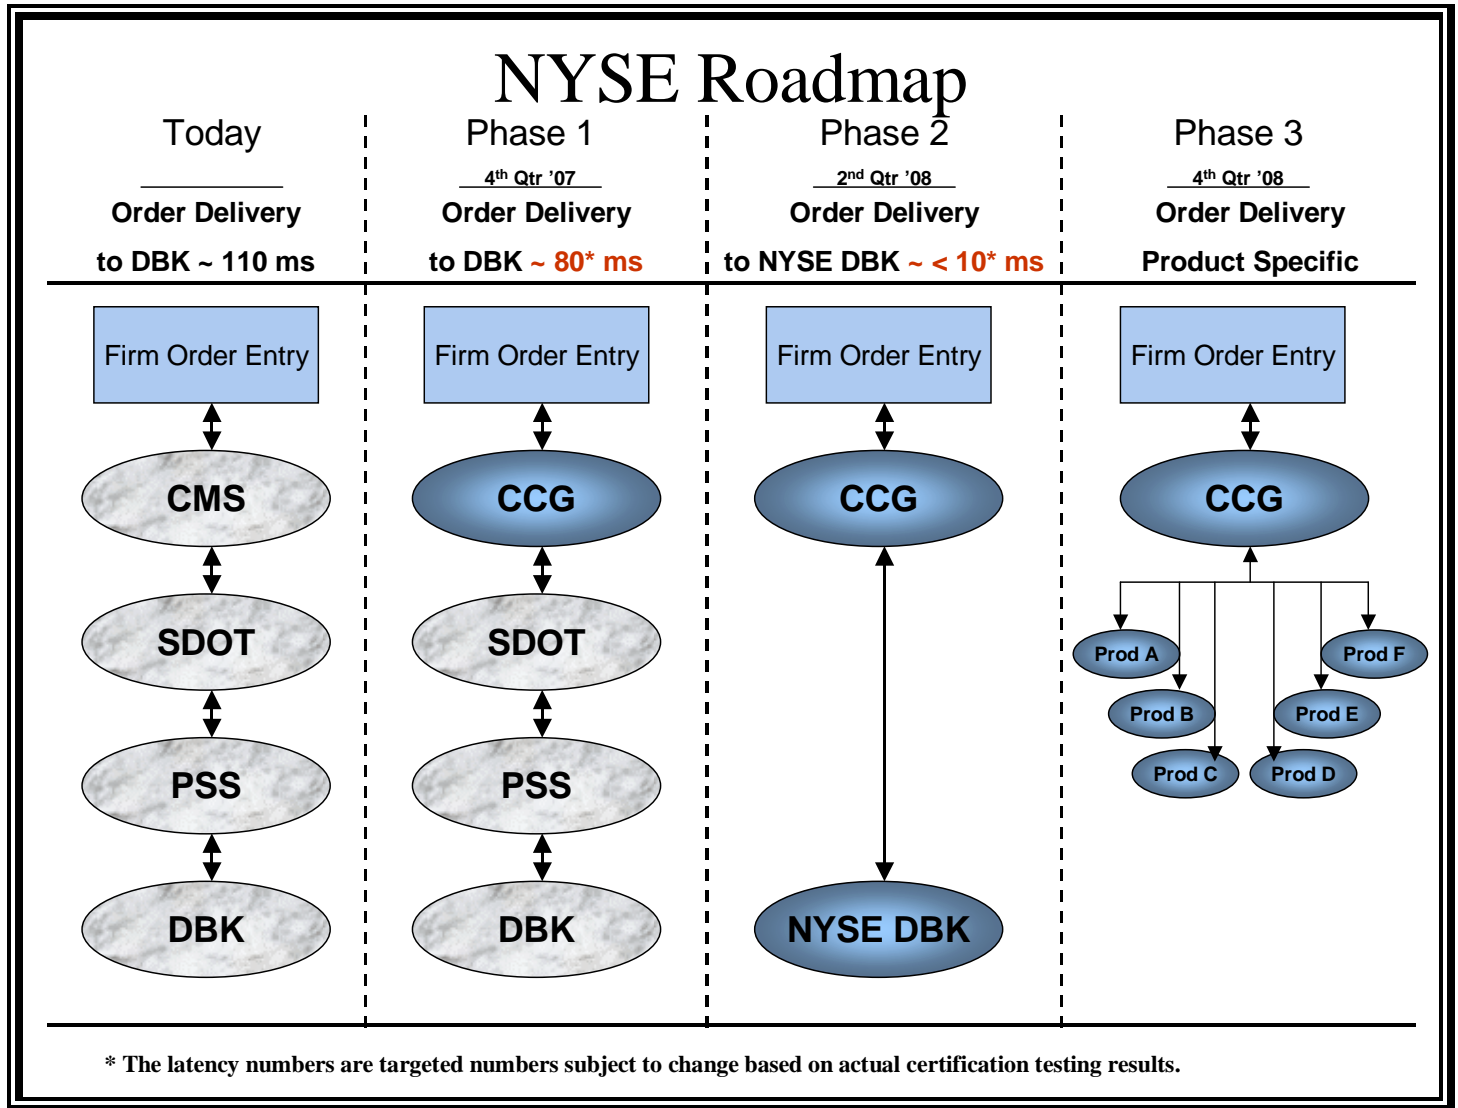 NYSE Roadmap
Today
Order Delivery
to DBK ~ 110 ms
Firm Order Entry
CMS
SDOT
PSS
DBK
Phase 1
4th Qtr ’07
Order Delivery
to DBK ~ 80* ms
Firm Order Entry
CCG
SDOT
PSS
DBK
Phase 2
2nd Qtr ’08
Order Delivery
to NYSE DBK ~ < 10* ms
Firm Order Entry
CCG
NYSE DBK
Phase 3
4th Qtr ’08
Order Delivery
Product Specific
Firm Order Entry
CCG
Prod A
Prod B
Prod C
Prod D
Prod E
Prod F
* The latency numbers are targeted numbers subject to change based on actual certification testing results.